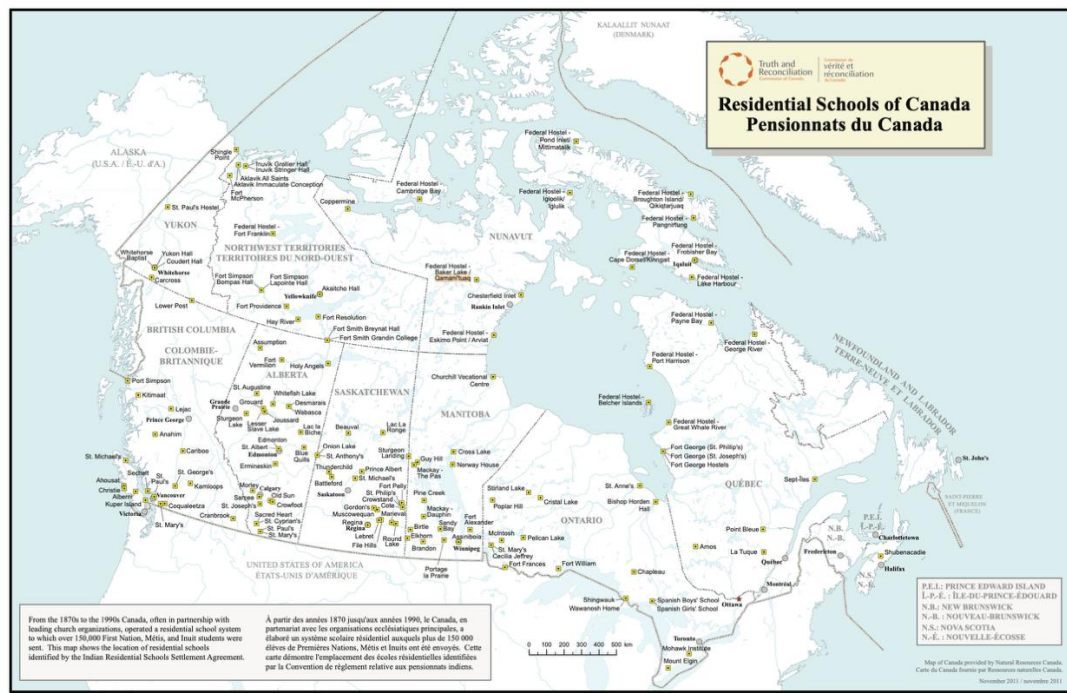 KALAALLIT NUNAAT
(DENMARK)
Truth and
Reconciliation
Commission of Canada
Commission de
vérité et
réconciliation
du Canada
Residential Schools of Canada
Pensionnats du Canada
ALASKA
(U.S.A. / É.-U. d'A.)
Shingle
Point
Inuvik Grollier Hall
Inuvik Stringer Hall
Aklavik All Saints
Aklavik Immaculate Conception
Fort
McPherson
St. Paul's Hostel
YUKON
Federal Hostel -
Cambridge Bay
Coppermine
Federal Hostel -
Pond Inlet/
Mittimatalik
Federal Hostel -
Igloolik/
Iglulik
Federal Hostel -
Broughton Island/
Qikiqtarjuaq
Federal Hostel -
Pangnirtung
Federal Hostel -
Frobisher Bay
Iqaluit
Federal Hostel -
Cape Dorset/Kinngait
Federal Hostel -
Lake Harbour
Federal Hostel -
Fort Franklin
NUNAVUT
NORTHWEST TERRITORIES
TERRITOIRES DU NORD-OUEST
Whitehorse
Baptist
Yukon Hall
Coudert Hall
Whitehorse
Carcross
Lower Post
Fort Simpson
Bompas Hall
Fort Simpson
Lapointe Hall
Akaitcho Hall
Yellowknife
Fort Providence
Hay River
Fort Resolution
Fort Smith Breynat Hall
Fort Smith Grandin College
Federal Hostel -
Baker Lake /
Qamani'tuaq
Chesterfield Inlet
Rankin Inlet
Federal Hostel -
Eskimo Point / Arviat
Federal Hostel -
Payne Bay
Federal Hostel -
George River
Federal Hostel -
Port Harrison
Federal Hostel -
Belcher Islands
Federal Hostel -
Great Whale River
Fort George (St. Philip's)
Fort George (St. Joseph's)
Fort George Hostels
NEWFOUNDLAND AND LABRADOR
TERRE-NEUVE ET LABRADOR
BRITISH COLUMBIA
COLOMBIE-
BRITANNIQUE
Port Simpson
Kitimaat
Lejac
Prince George
Anahim
Cariboo
St. Michael's
St. George's
Kamloops
Sechelt
St.
Paul's
Ahousat
Christie
Alberni
Kuper Island
Vancouver
Coqualeetza
Victoria
St. Mary's
Cranbrook
Assumption
Fort
Vermilion
Holy Angels
ALBERTA
St. Augustine
Grouard
Whitefish Lake
Desmarais
Wabasca
Grande
Prairie
Sturgeon
Lake
Lesser
Slave Lake
Joussard
Lac la
Biche
Edmonton
St. Albert
Edmonton
Blue
Quills
Ermineskin
Morley
Calgary
Sarcee
St. Joseph's
Old Sun
Crowfoot
Sacred Heart
St. Cyprian's
St. Paul's
St. Mary's
SASKATCHEWAN
Beauval
Lac La
Ronge
Onion Lake
St. Anthony's
Sturgeon
Landing
Thunderchild
Battleford
Prince Albert
St. Michael's
Saskatoon
St. Philip's
Fort Pelly
Crowstand
Cote
Gordon's
Muscowequan
Marieval
Regina
Regina
Lebret
File Hills
Round
Lake
MANITOBA
Churchill Vocational
Centre
Cross Lake
Norway House
Guy Hill
Mackay -
The Pas
Pine Creek
Mackay -
Dauphin
Birtle
Sandy
Bay
Fort
Alexander
Elkhorn
Assiniboia
Brandon
Winnipeg
Portage
la Prairie
ONTARIO
Stirland Lake
Poplar Hill
Cristal Lake
McIntosh
Pelican Lake
St. Mary's
Cecilia Jeffrey
Fort Frances
Fort William
St. Anne's
Bishop Horden
Hall
Chapleau
Shingwauk
Wawanosh Home
Spanish Boys' School
Spanish Girls' School
Ottawa
Toronto
Mohawk Institute
Mount Elgin
QUÉBEC
Sept-Îles
Point Bleue
Amos
La Tuque
Québec
Montréal
St. John's
SAINT-PIERRE
ET MIQUELON
(FRANCE)
P.E.I.
Î.-P.-É.
Charlottetown
N.B.
N.-B.
Fredericton
Shubenacadie
Halifax
N.S.
N.-É.
UNITED STATES OF AMERICA
ÉTATS-UNIS D'AMÉRIQUE
From the 1870s to the 1990s Canada, often in partnership with
leading church organizations, operated a residential school system
to which over 150,000 First Nation, Métis, and Inuit students were
sent. This map shows the location of residential schools
identified by the Indian Residential Schools Settlement Agreement.
À partir des années 1870 jusqu'aux années 1990, le Canada, en
partenariat avec les organisations ecclésiastiques principales, a
élaboré un système scolaire résidentiel auxquels plus de 150 000
élèves de Premières Nations, Métis et Inuits ont été envoyés. Cette
carte démontre l'emplacement des écoles résidentielles identifiées
par la Convention de règlement relative aux pensionnats indiens.
0 100 200 300 400 500 km
P.E.I.: PRINCE EDWARD ISLAND
Î.-P.-É. : ÎLE-DU-PRINCE-ÉDOUARD
N.B.: NEW BRUNSWICK
N.-B. : NOUVEAU-BRUNSWICK
N.S.: NOVA SCOTIA
N.-É. : NOUVELLE-ÉCOSSE
Map of Canada provided by Natural Resources Canada.
Carte du Canada fournie par Ressources naturelles Canada.
November 2011 / novembre 2011